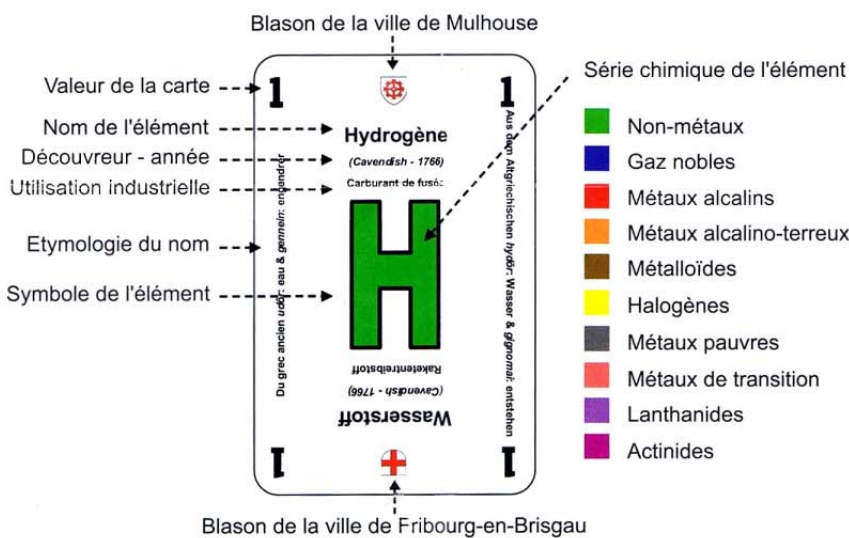 Blason de la ville de Mulhouse
Valeur de la carte
Nom de l'élément
Découvreur - année
Utilisation industrielle
Etymologie du nom
Symbole de l'élément
1
1
Hydrogène
(Cavendish - 1766)
Carburant de fusée
H
Du grec ancien udôr: eau & gennein: engendrer
Aus dem Altgriechischen hydōr: Wasser & gignomai: entstehen
Raketentreibstoff
(Cavendish - 1766)
Wasserstoff
1
1
Série chimique de l'élément
Non-métaux
Gaz nobles
Métaux alcalins
Métaux alcalino-terreux
Métalloïdes
Halogènes
Métaux pauvres
Métaux de transition
Lanthanides
Actinides
Blason de la ville de Fribourg-en-Brisgau